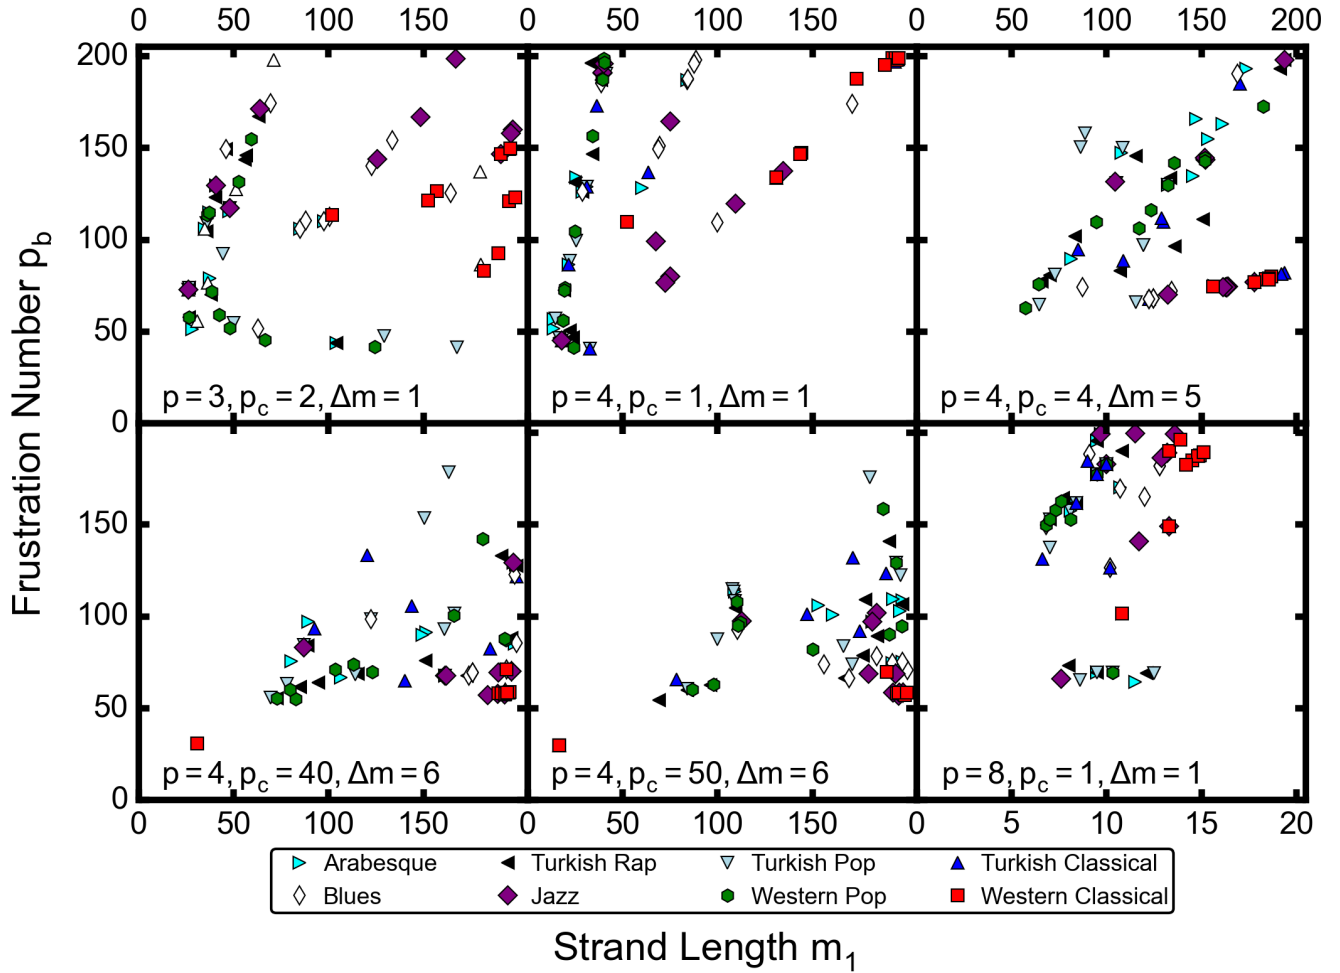 0 50 100 150 0 50 100 150 0 50 100 150 200
200
150
100
50
0
p = 3, p_c = 2, Δm = 1
p = 4, p_c = 1, Δm = 1
p = 4, p_c = 4, Δm = 5
Frustration Number p_b
150
100
50
0
p = 4, p_c = 40, Δm = 6
p = 4, p_c = 50, Δm = 6
p = 8, p_c = 1, Δm = 1
0 50 100 150 0 50 100 150 0 5 10 15 20
Arabesque Turkish Rap Turkish Pop Turkish Classical
Blues Jazz Western Pop Western Classical
Strand Length m_1